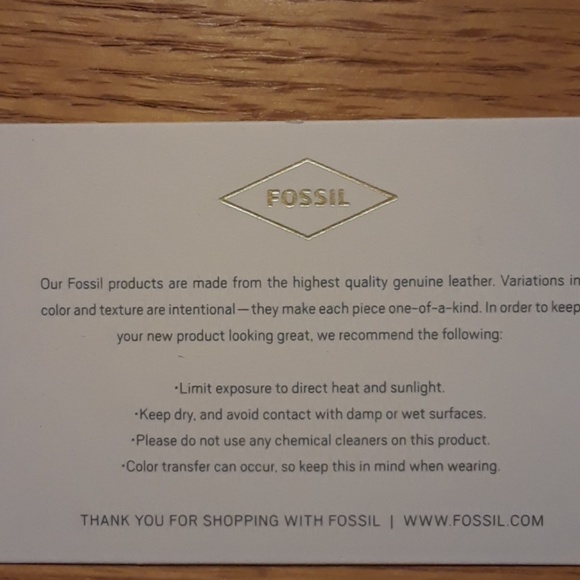 FOSSIL
Our Fossil products are made from the highest quality genuine leather. Variations in
color and texture are intentional—they make each piece one-of-a-kind. In order to keep
your new product looking great, we recommend the following:
•Limit exposure to direct heat and sunlight.
•Keep dry, and avoid contact with damp or wet surfaces.
•Please do not use any chemical cleaners on this product.
•Color transfer can occur, so keep this in mind when wearing.
THANK YOU FOR SHOPPING WITH FOSSIL | WWW.FOSSIL.COM